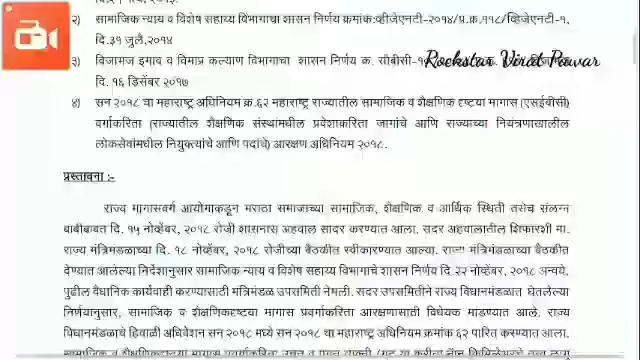 २) सामाजिक न्याय व विशेष सहाय्य विभागाचा शासन निर्णय क्रमांक:व्हीजेएनटी-२०१४/प्र.क्र.११८/व्हिजेएनटी-१,
दि.३१ जुलै,२०१४
३) विजाभज इमाव व विमाप्र कल्याण विभागाचा शासन निर्णय क्र. सीबीसी-१
Rockstar Virat Pawar
दि. १६ डिसेंबर २०१७
४) सन २०१८ चा महाराष्ट्र अधिनियम क्र.६२ महाराष्ट्र राज्यातील सामाजिक व शैक्षणिक दृष्टया मागास (एसईबीसी)
वर्गाकरिता (राज्यातील शैक्षणिक संस्थांमधील प्रवेशाकरिता जागांचे आणि राज्याच्या नियंत्रणाखालील
लोकसेवांमधील नियुक्त्यांचे आणि पदांचे) आरक्षण अधिनियम २०१८.
प्रस्तावना :-
राज्य मागासवर्ग आयोगाकडून मराठा समाजाच्या सामाजिक, शैक्षणिक व आर्थिक स्थिती तसेच संलग्न
बाबीबाबत दि. १५ नोव्हेंबर, २०१८ रोजी शासनास अहवाल सादर करण्यात आला. सदर अहवालातील शिफारशी मा.
राज्य मंत्रिमंडळाच्या दि. १८ नोव्हेंबर, २०१८ रोजीच्या बैठकीत स्वीकारण्यात आल्या. राज्य मंत्रिमंडळाच्या बैठकीत
देण्यात आलेल्या निर्देशानुसार सामाजिक न्याय व विशेष सहाय्य विभागाचे शासन निर्णय दि.२२ नोव्हेंबर, २०१८ अन्वये,
पुढील वैधानिक कार्यवाही करण्यासाठी मंत्रिमंडळ उपसमिती नेमली. सदर उपसमितीने राज्य विधानमंडळात घेतलेल्या
निर्णयानुसार, सामाजिक व शैक्षणिकदृष्टया मागास प्रवर्गासाठी आरक्षणासाठी विधेयक मांडण्यात आले. राज्य
विधानमंडाळाचे हिवाळी अधिवेशन सन २०१८ मध्ये सन २०१८ चा महाराष्ट्र अधिनियम क्रमांक ६२ पारित करण्यात आला.